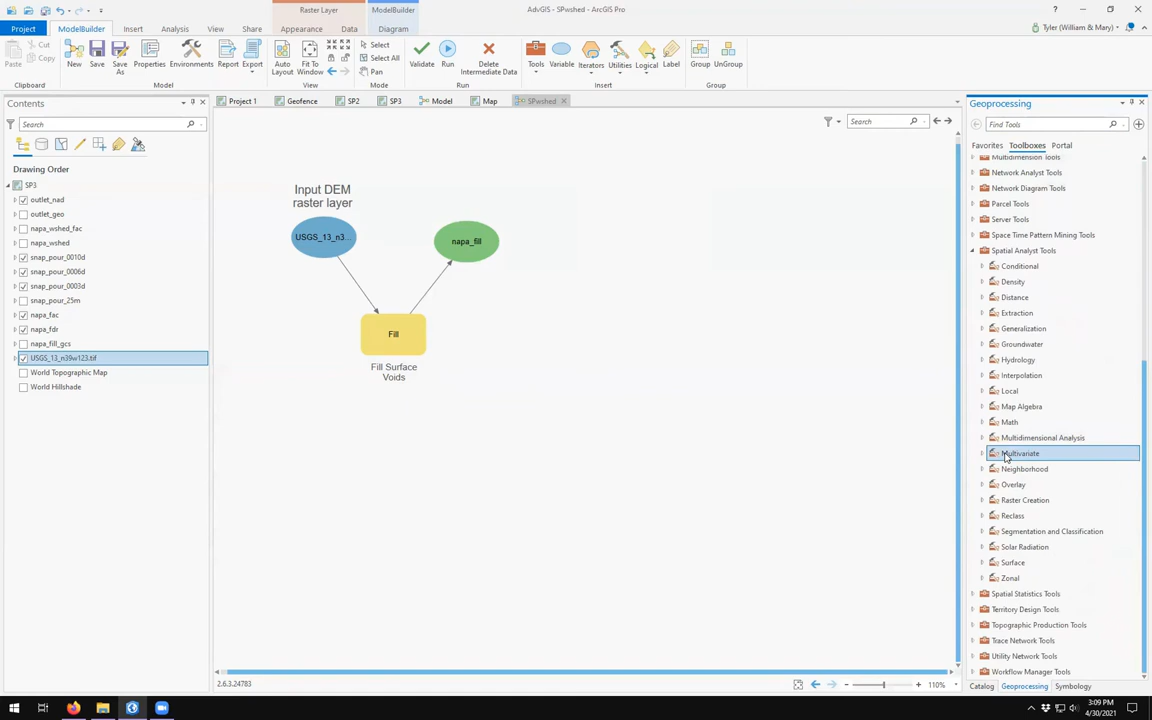 Raster Layer
ModelBuilder
AdvGIS - SPwshed - ArcGIS Pro
?
Project
ModelBuilder
Insert
Analysis
View
Share
Appearance
Data
Diagram
Tyler (William & Mary)
Paste
Cut
Copy
Clipboard
New
Save
Save As
Properties
Environments
Report
Export
Model
Auto Layout
Fit To Window
View
Select
Select All
Pan
Mode
Validate
Run
Delete Intermediate Data
Run
Tools
Variable
Iterators
Utilities
Logical
Label
Insert
Group
UnGroup
Group
Contents
Search
Drawing Order
SP3
outlet_nad
outlet_geo
napa_wshed_fac
napa_wshed
snap_pour_0010d
snap_pour_0006d
snap_pour_0003d
snap_pour_25m
napa_fac
napa_fdr
napa_fill_gcs
USGS_13_n39w123.tif
World Topographic Map
World Hillshade
Project 1
Geofence
SP2
SP3
Model
Map
SPwshed
Search
Input DEM
raster layer
USGS_13_n3...
napa_fill
Fill
Fill Surface
Voids
2.6.3.24783
110%
Geoprocessing
Find Tools
Favorites
Toolboxes
Portal
Multidimension Tools
Network Analyst Tools
Network Diagram Tools
Parcel Tools
Server Tools
Space Time Pattern Mining Tools
Spatial Analyst Tools
Conditional
Density
Distance
Extraction
Generalization
Groundwater
Hydrology
Interpolation
Local
Map Algebra
Math
Multidimensional Analysis
Multivariate
Neighborhood
Overlay
Raster Creation
Reclass
Segmentation and Classification
Solar Radiation
Surface
Zonal
Spatial Statistics Tools
Territory Design Tools
Topographic Production Tools
Trace Network Tools
Utility Network Tools
Workflow Manager Tools
Catalog
Geoprocessing
Symbology
3:09 PM
4/30/2021